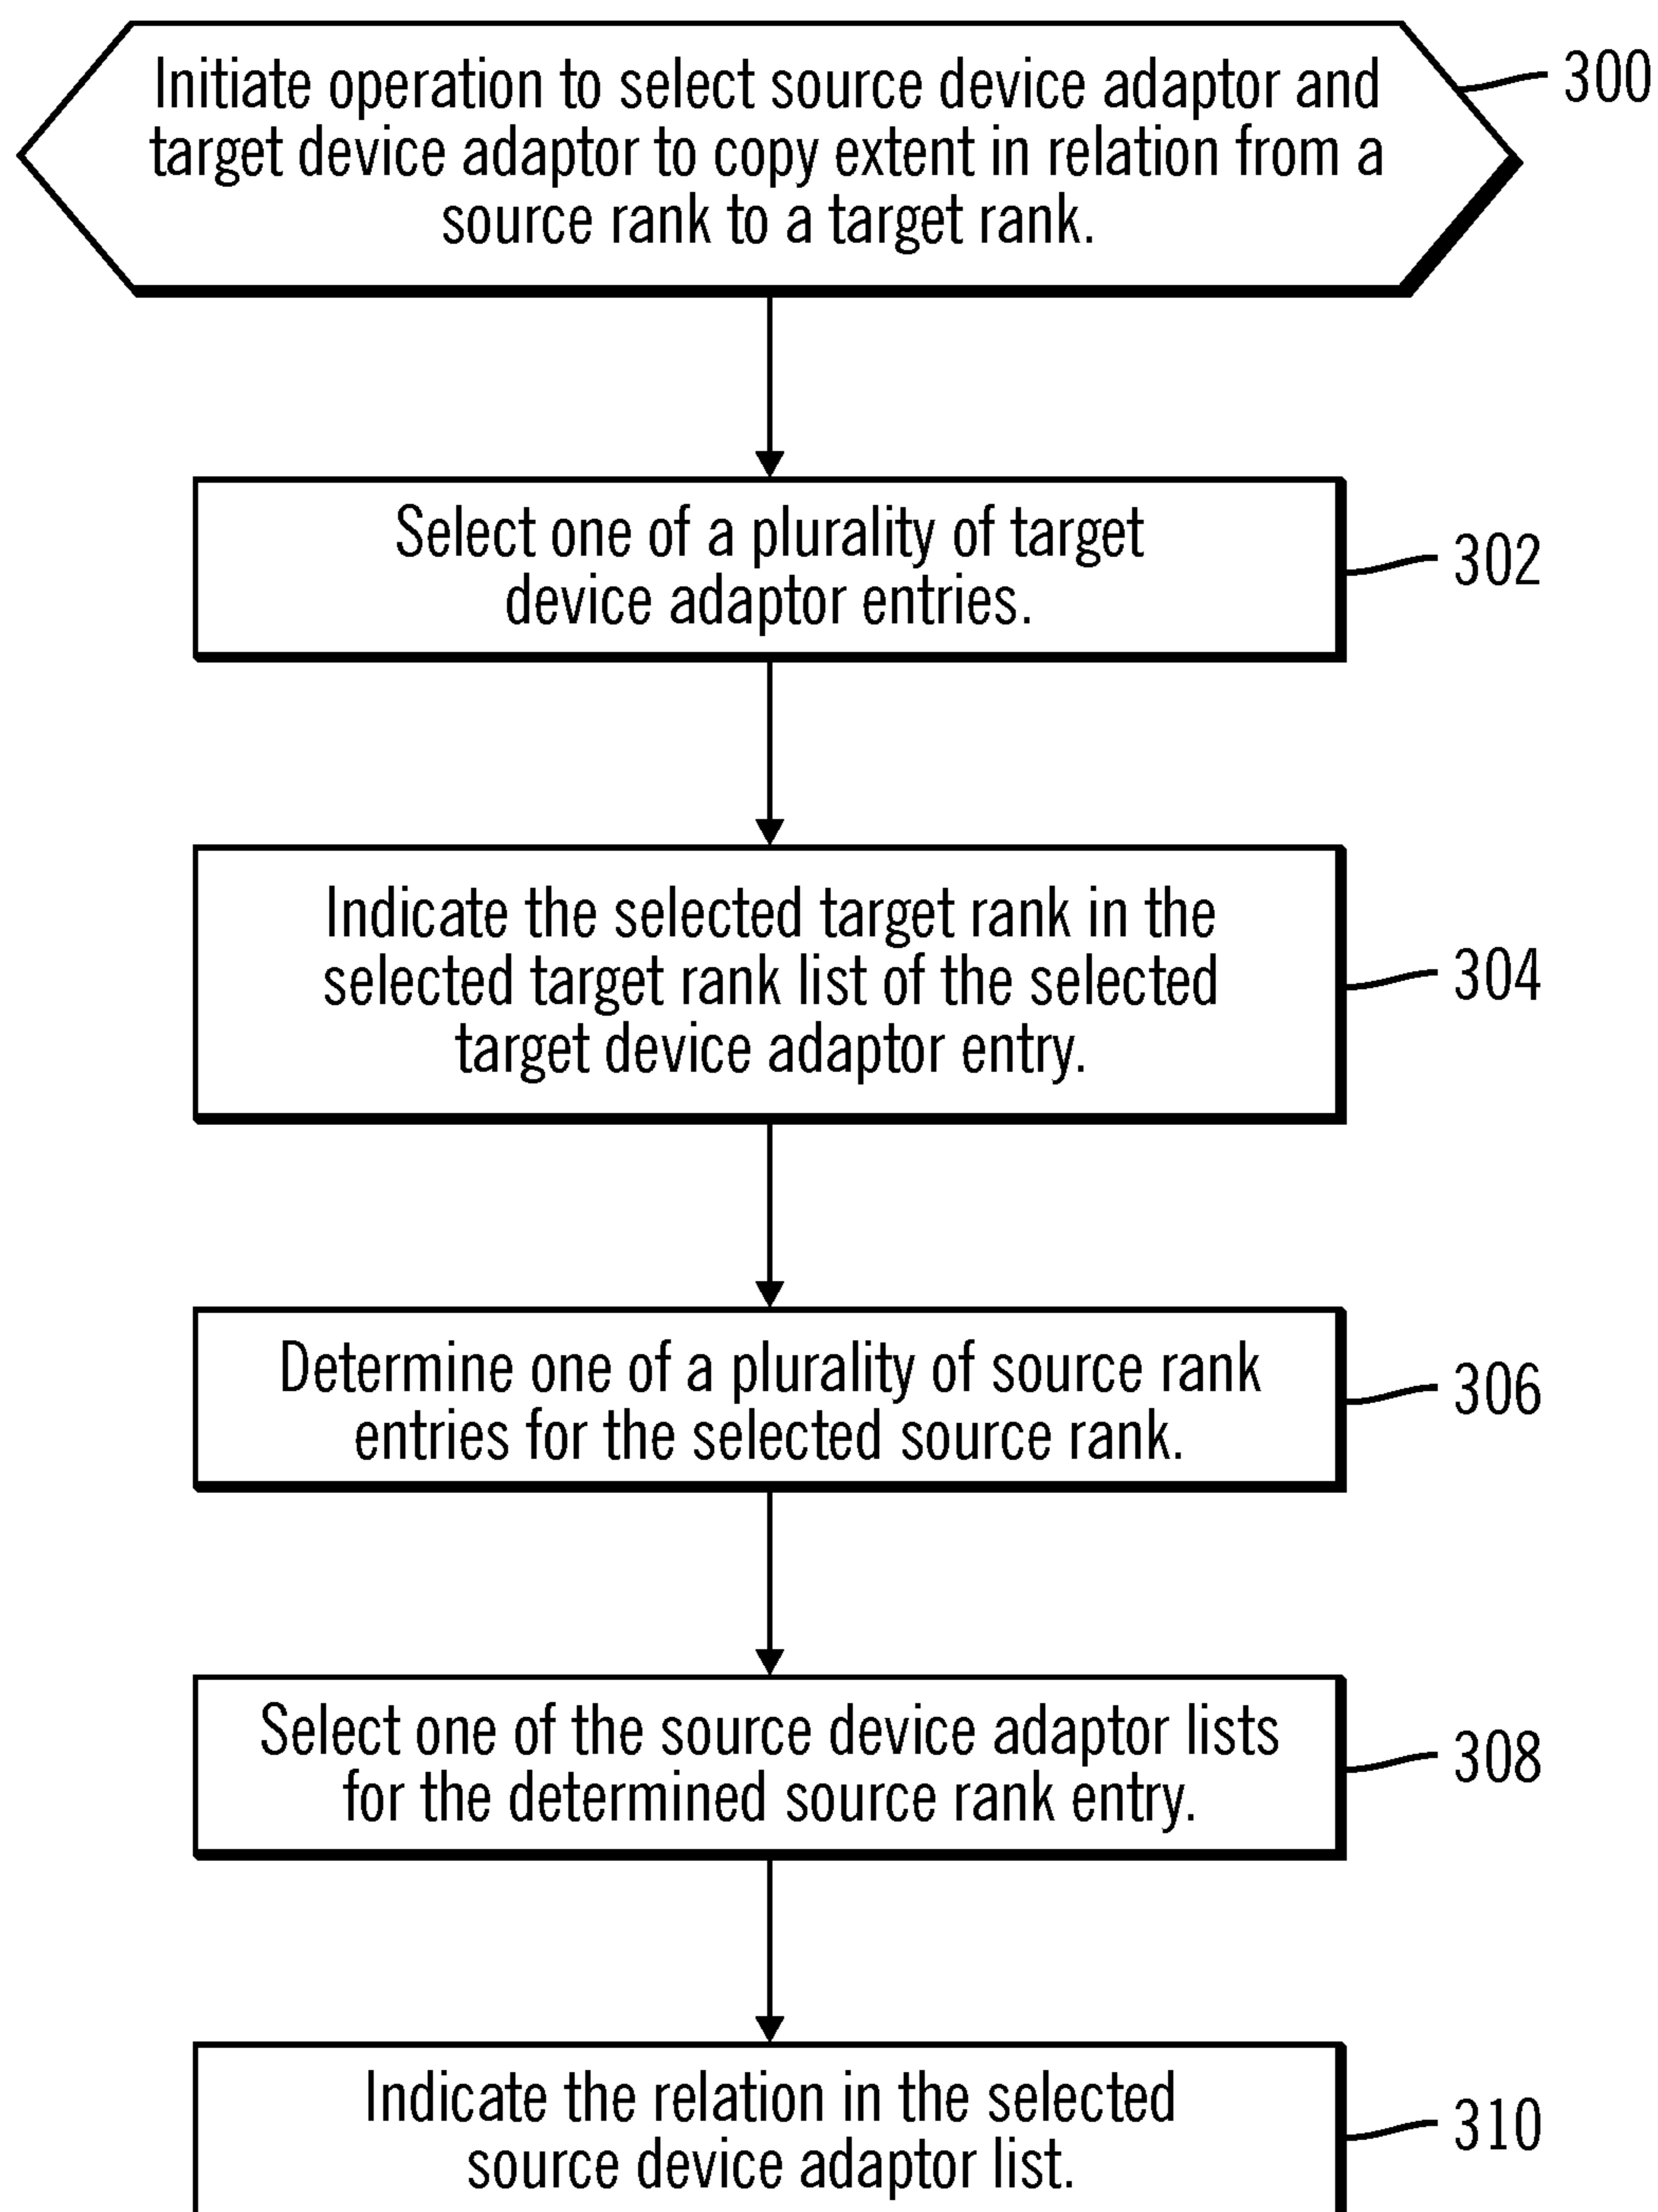 Initiate operation to select source device adaptor and
target device adaptor to copy extent in relation from a
source rank to a target rank.
300
Select one of a plurality of target
device adaptor entries.
302
Indicate the selected target rank in the
selected target rank list of the selected
target device adaptor entry.
304
Determine one of a plurality of source rank
entries for the selected source rank.
306
Select one of the source device adaptor lists
for the determined source rank entry.
308
Indicate the relation in the selected
source device adaptor list.
310